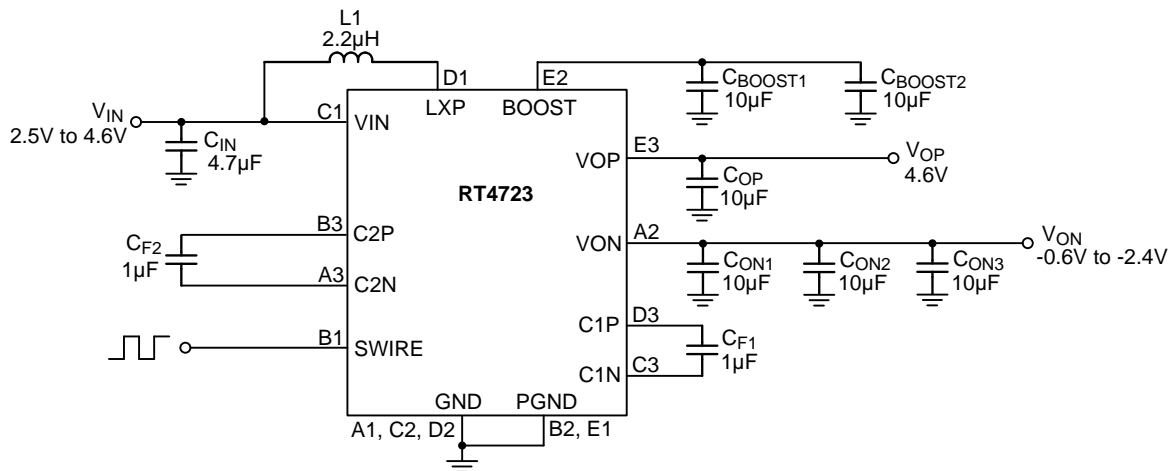 L1
2.2µH
D1
E2
CBOOST1
10µF
CBOOST2
10µF
LXP
BOOST
VIN
2.5V to 4.6V
C1
VIN
CIN
4.7µF
E3
VOP
VOP
4.6V
COP
10µF
RT4723
B3
C2P
CF2
1µF
A3
C2N
VON
A2
VON
-0.6V to -2.4V
CON1
10µF
CON2
10µF
CON3
10µF
D3
C1P
CF1
1µF
C3
C1N
B1
SWIRE
GND
PGND
A1, C2, D2
B2, E1